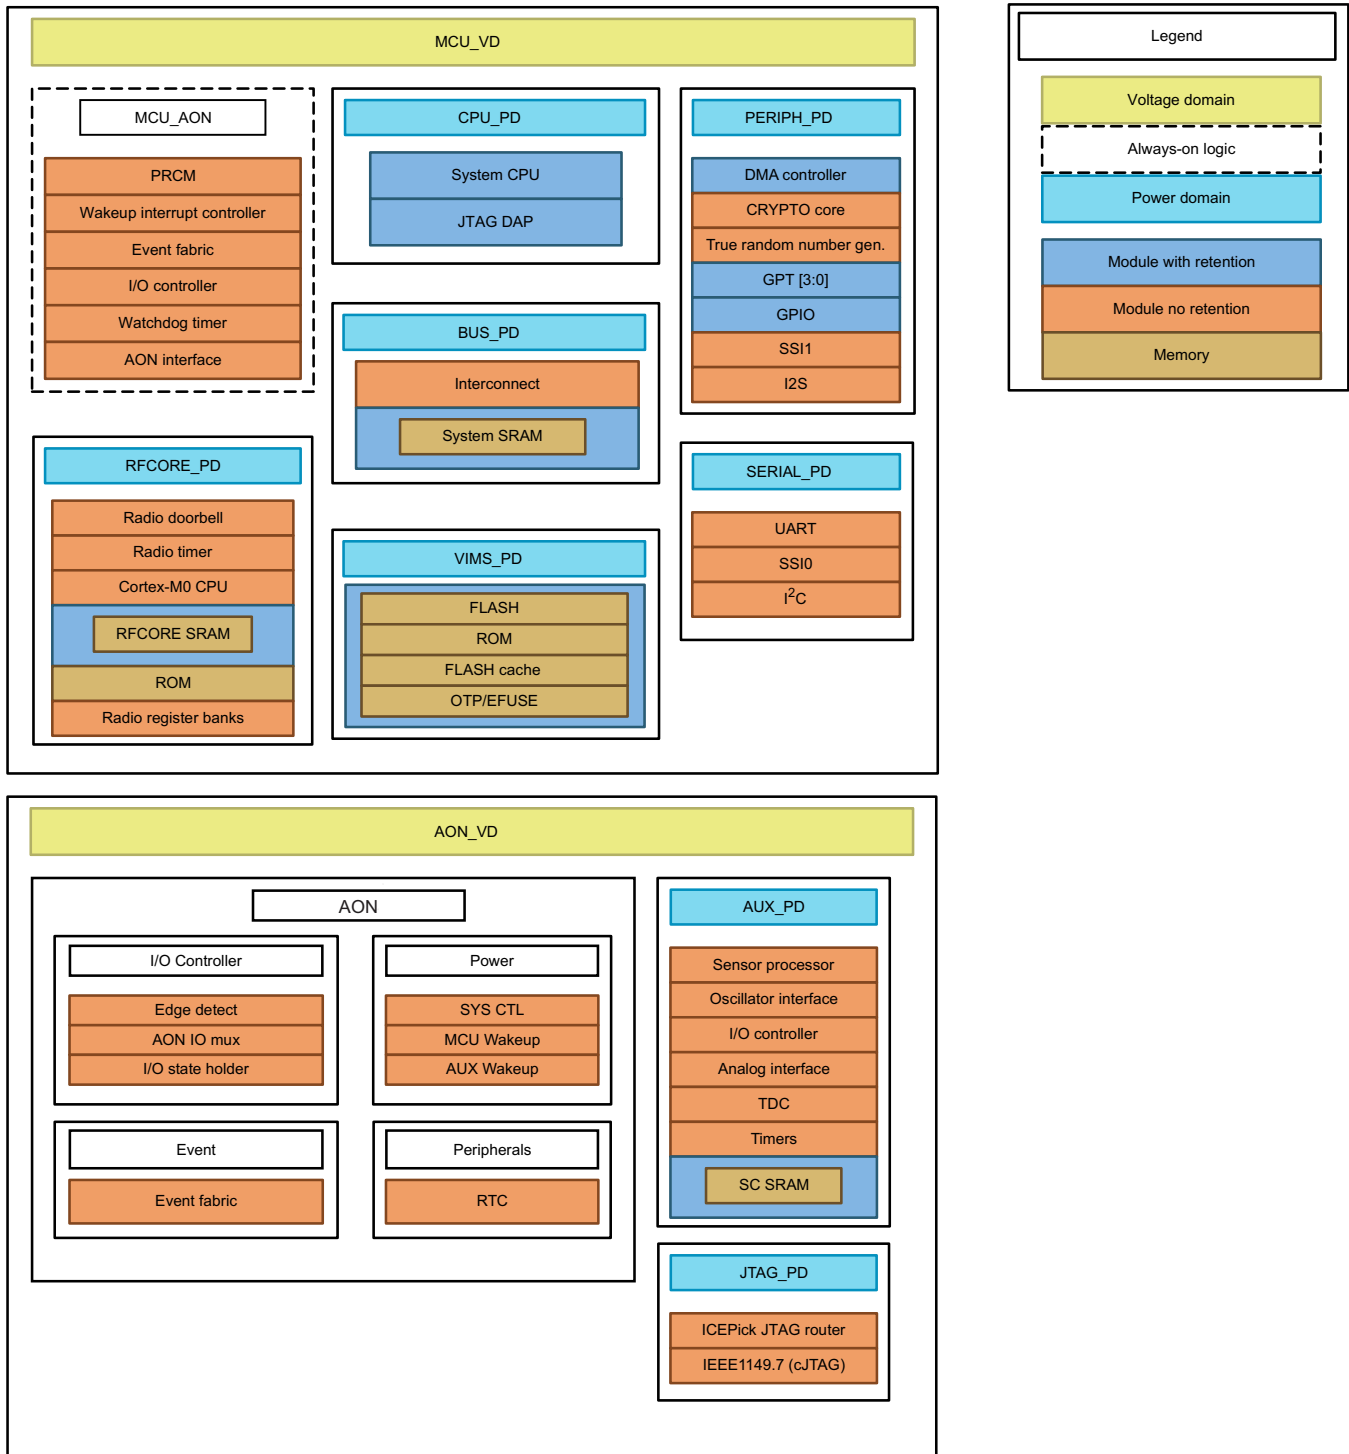 MCU_VD
MCU_AON
PRCM
Wakeup interrupt controller
Event fabric
I/O controller
Watchdog timer
AON interface
CPU_PD
System CPU
JTAG DAP
PERIPH_PD
DMA controller
CRYPTO core
True random number gen.
GPT [3:0]
GPIO
SSI1
I2S
BUS_PD
Interconnect
System SRAM
RFCORE_PD
Radio doorbell
Radio timer
Cortex-M0 CPU
RFCORE SRAM
ROM
Radio register banks
VIMS_PD
FLASH
ROM
FLASH cache
OTP/EFUSE
SERIAL_PD
UART
SSI0
I²C
Legend
Voltage domain
Always-on logic
Power domain
Module with retention
Module no retention
Memory
AON_VD
AON
I/O Controller
Edge detect
AON IO mux
I/O state holder
Power
SYS CTL
MCU Wakeup
AUX Wakeup
Event
Event fabric
Peripherals
RTC
AUX_PD
Sensor processor
Oscillator interface
I/O controller
Analog interface
TDC
Timers
SC SRAM
JTAG_PD
ICEPick JTAG router
IEEE1149.7 (cJTAG)